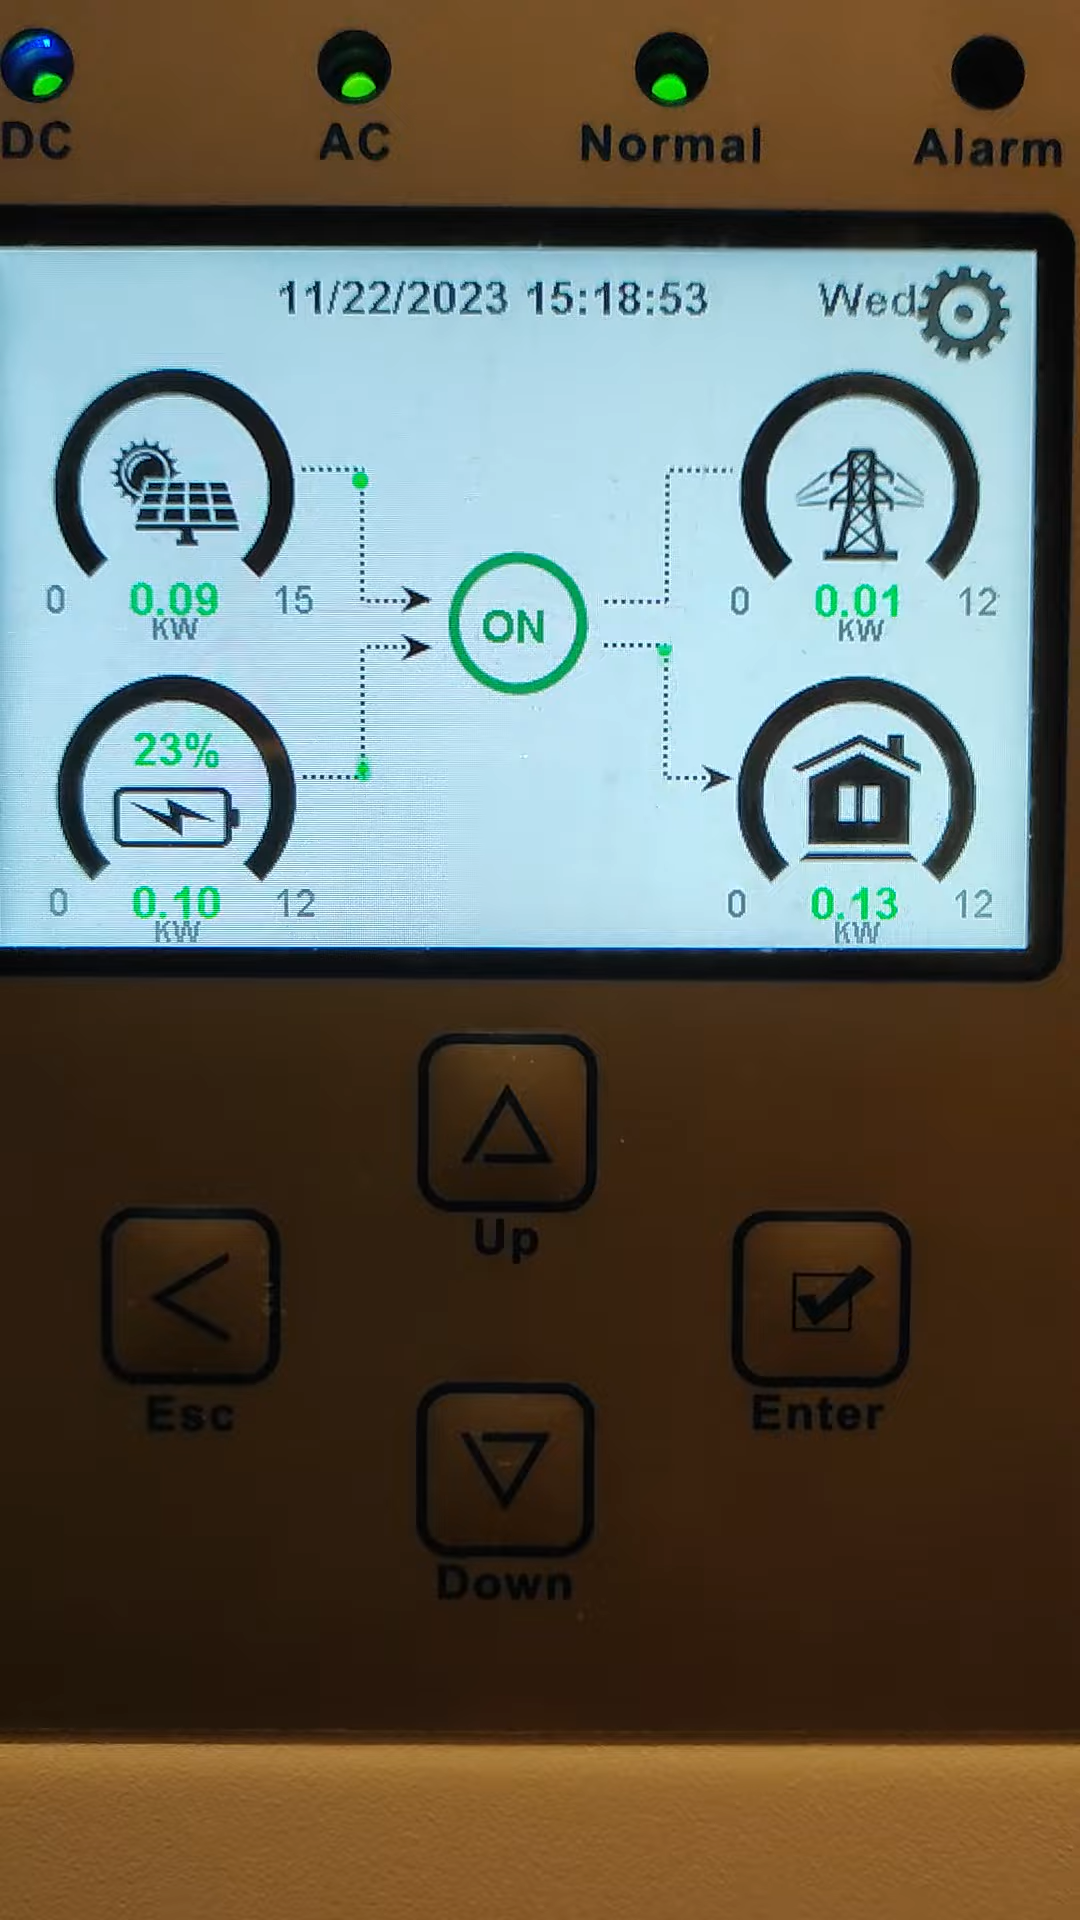 DC AC Normal Alarm
11/22/2023 15:18:53 Wed
0 0.09 15
KW
0 0.01 12
KW
ON
23%
0 0.10 12
KW
0 0.13 12
KW
Up
Esc
Enter
Down